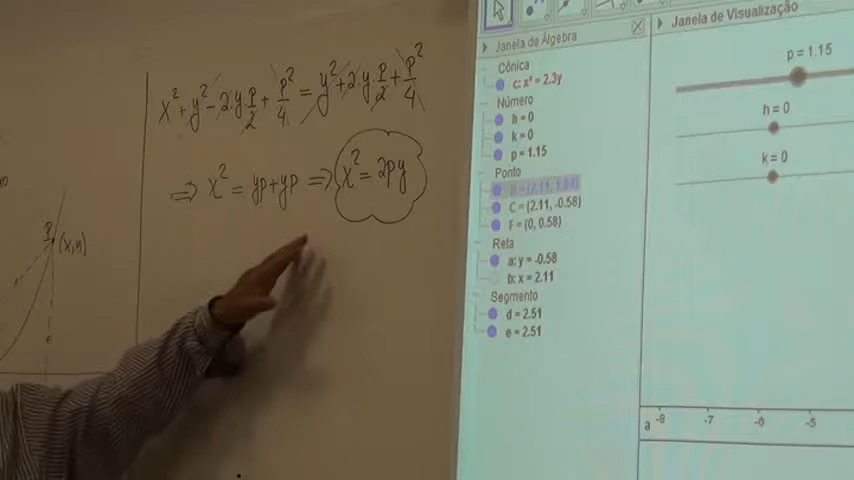 x² + y² - 2.y.p/2 + p²/4 = y² + 2.y.p/2 + p²/4
⇒ x² = yp + yp ⇒ x² = 2py
P (x,y)
Janela de Álgebra
Cônica
c: x² = 2.3y
Número
h = 0
k = 0
p = 1.15
Ponto
C = (2.11, -0.58)
F = (0, 0.58)
Reta
a: y = -0.58
b: x = 2.11
Segmento
d = 2.51
e = 2.51
Janela de Visualização
p = 1.15
h = 0
k = 0
a -8 -7 -6 -5